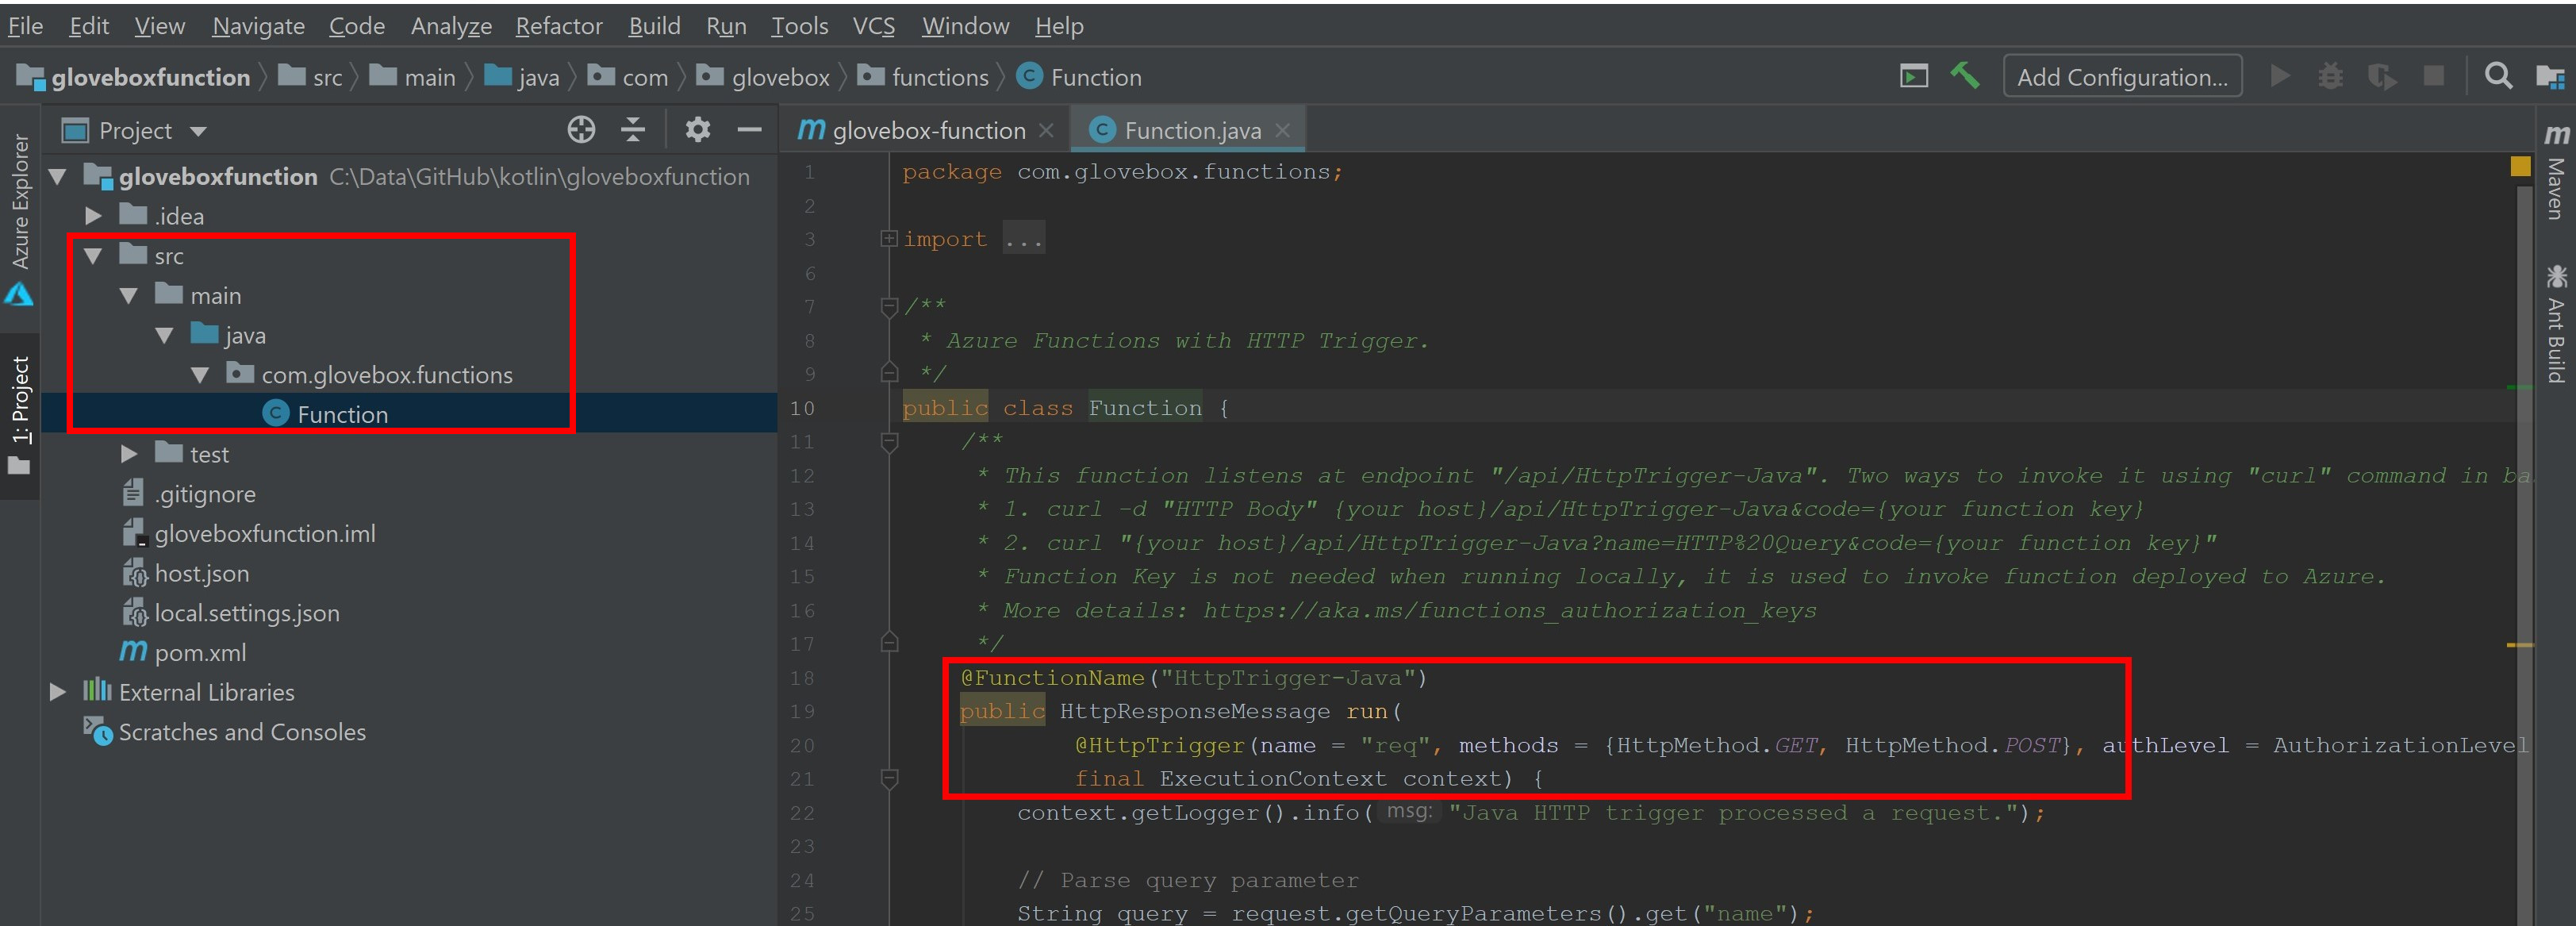 File Edit View Navigate Code Analyze Refactor Build Run Tools VCS Window Help
gloveboxfunction src main java com glovebox functions Function Add Configuration...
Azure Explorer
1: Project
Project
gloveboxfunction C:\Data\GitHub\kotlin\gloveboxfunction
.idea
src
main
java
com.glovebox.functions
Function
test
.gitignore
gloveboxfunction.iml
host.json
local.settings.json
pom.xml
External Libraries
Scratches and Consoles
glovebox-function Function.java
1 package com.glovebox.functions;
2
3 import ...
6
7 /**
8 * Azure Functions with HTTP Trigger.
9 */
10 public class Function {
11 /**
12 * This function listens at endpoint "/api/HttpTrigger-Java". Two ways to invoke it using "curl" command in ba
13 * 1. curl -d "HTTP Body" {your host}/api/HttpTrigger-Java&code={your function key}
14 * 2. curl "{your host}/api/HttpTrigger-Java?name=HTTP%20Query&code={your function key}"
15 * Function Key is not needed when running locally, it is used to invoke function deployed to Azure.
16 * More details: https://aka.ms/functions_authorization_keys
17 */
18 @FunctionName("HttpTrigger-Java")
19 public HttpResponseMessage run(
20 @HttpTrigger(name = "req", methods = {HttpMethod.GET, HttpMethod.POST}, authLevel = AuthorizationLevel
21 final ExecutionContext context) {
22 context.getLogger().info( msg: "Java HTTP trigger processed a request.");
23
24 // Parse query parameter
25 String query = request.getQueryParameters().get("name");
Maven
Ant Build